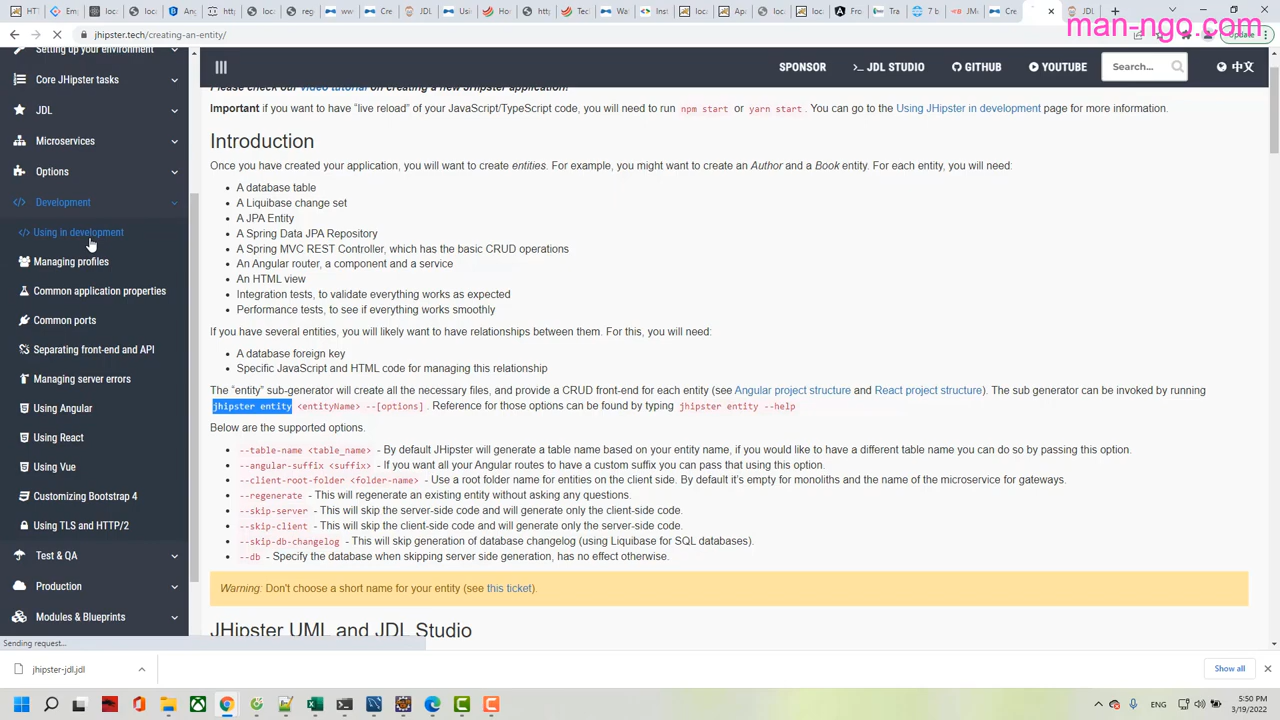 jhipster.tech/creating-an-entity/
man-ngo.com
Update
Setting up your environment
Core JHipster tasks
JDL
Microservices
Options
Development
Using in development
Managing profiles
Common application properties
Common ports
Separating front-end and API
Managing server errors
Using Angular
Using React
Using Vue
Customizing Bootstrap 4
Using TLS and HTTP/2
Test & QA
Production
Modules & Blueprints
SPONSOR >_ JDL STUDIO GITHUB YOUTUBE Search... 中文
Please check our video tutorial on creating a new JHipster application!
Important if you want to have “live reload” of your JavaScript/TypeScript code, you will need to run npm start or yarn start. You can go to the Using JHipster in development page for more information.
Introduction
Once you have created your application, you will want to create entities. For example, you might want to create an Author and a Book entity. For each entity, you will need:
• A database table
• A Liquibase change set
• A JPA Entity
• A Spring Data JPA Repository
• A Spring MVC REST Controller, which has the basic CRUD operations
• An Angular router, a component and a service
• An HTML view
• Integration tests, to validate everything works as expected
• Performance tests, to see if everything works smoothly
If you have several entities, you will likely want to have relationships between them. For this, you will need:
• A database foreign key
• Specific JavaScript and HTML code for managing this relationship
The “entity” sub-generator will create all the necessary files, and provide a CRUD front-end for each entity (see Angular project structure and React project structure). The sub generator can be invoked by running
jhipster entity <entityName> --[options]. Reference for those options can be found by typing jhipster entity --help
Below are the supported options.
• --table-name <table_name> - By default JHipster will generate a table name based on your entity name, if you would like to have a different table name you can do so by passing this option.
• --angular-suffix <suffix> - If you want all your Angular routes to have a custom suffix you can pass that using this option.
• --client-root-folder <folder-name> - Use a root folder name for entities on the client side. By default it’s empty for monoliths and the name of the microservice for gateways.
• --regenerate - This will regenerate an existing entity without asking any questions.
• --skip-server - This will skip the server-side code and will generate only the client-side code.
• --skip-client - This will skip the client-side code and will generate only the server-side code.
• --skip-db-changelog - This will skip generation of database changelog (using Liquibase for SQL databases).
• --db - Specify the database when skipping server side generation, has no effect otherwise.
Warning: Don't choose a short name for your entity (see this ticket).
JHipster UML and JDL Studio
Sending request...
jhipster-jdl.jdl
Show all
ENG
5:50 PM
3/19/2022